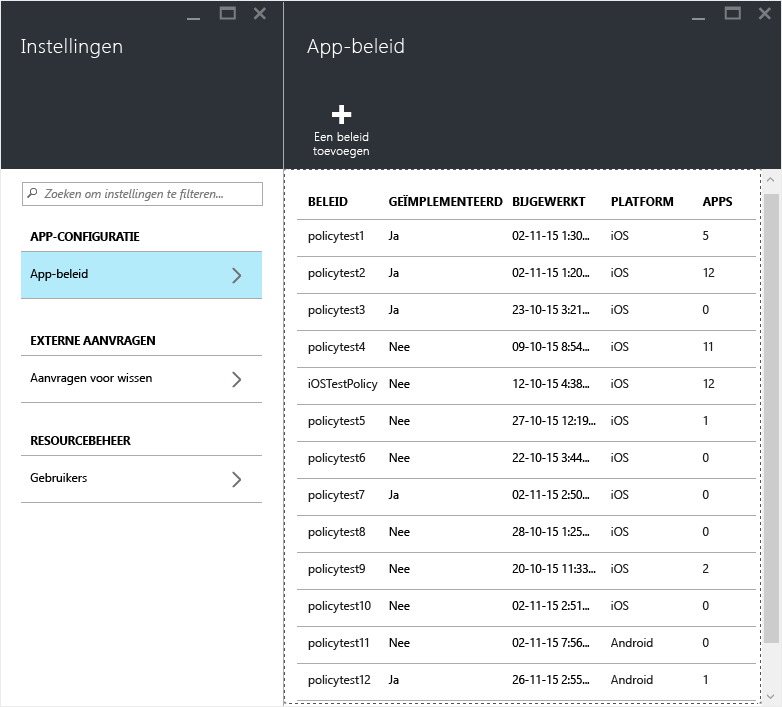 Instellingen
Zoeken om instellingen te filteren...
APP-CONFIGURATIE
App-beleid
EXTERNE AANVRAGEN
Aanvragen voor wissen
RESOURCEBEHEER
Gebruikers
App-beleid
Een beleid
toevoegen
BELEID GEÏMPLEMENTEERD BIJGEWERKT PLATFORM APPS
policytest1 Ja 02-11-15 1:30... iOS 5
policytest2 Ja 02-11-15 1:20... iOS 12
policytest3 Ja 23-10-15 3:21... iOS 0
policytest4 Nee 09-10-15 8:54... iOS 11
iOSTestPolicy Nee 12-10-15 4:38... iOS 12
policytest5 Nee 27-10-15 12:19... iOS 1
policytest6 Nee 22-10-15 3:44... iOS 0
policytest7 Ja 02-11-15 2:50... iOS 0
policytest8 Nee 28-10-15 1:25... iOS 0
policytest9 Nee 20-10-15 11:33... iOS 2
policytest10 Nee 02-11-15 2:51... iOS 0
policytest11 Nee 02-11-15 7:56... Android 0
policytest12 Ja 26-11-15 2:55... Android 1